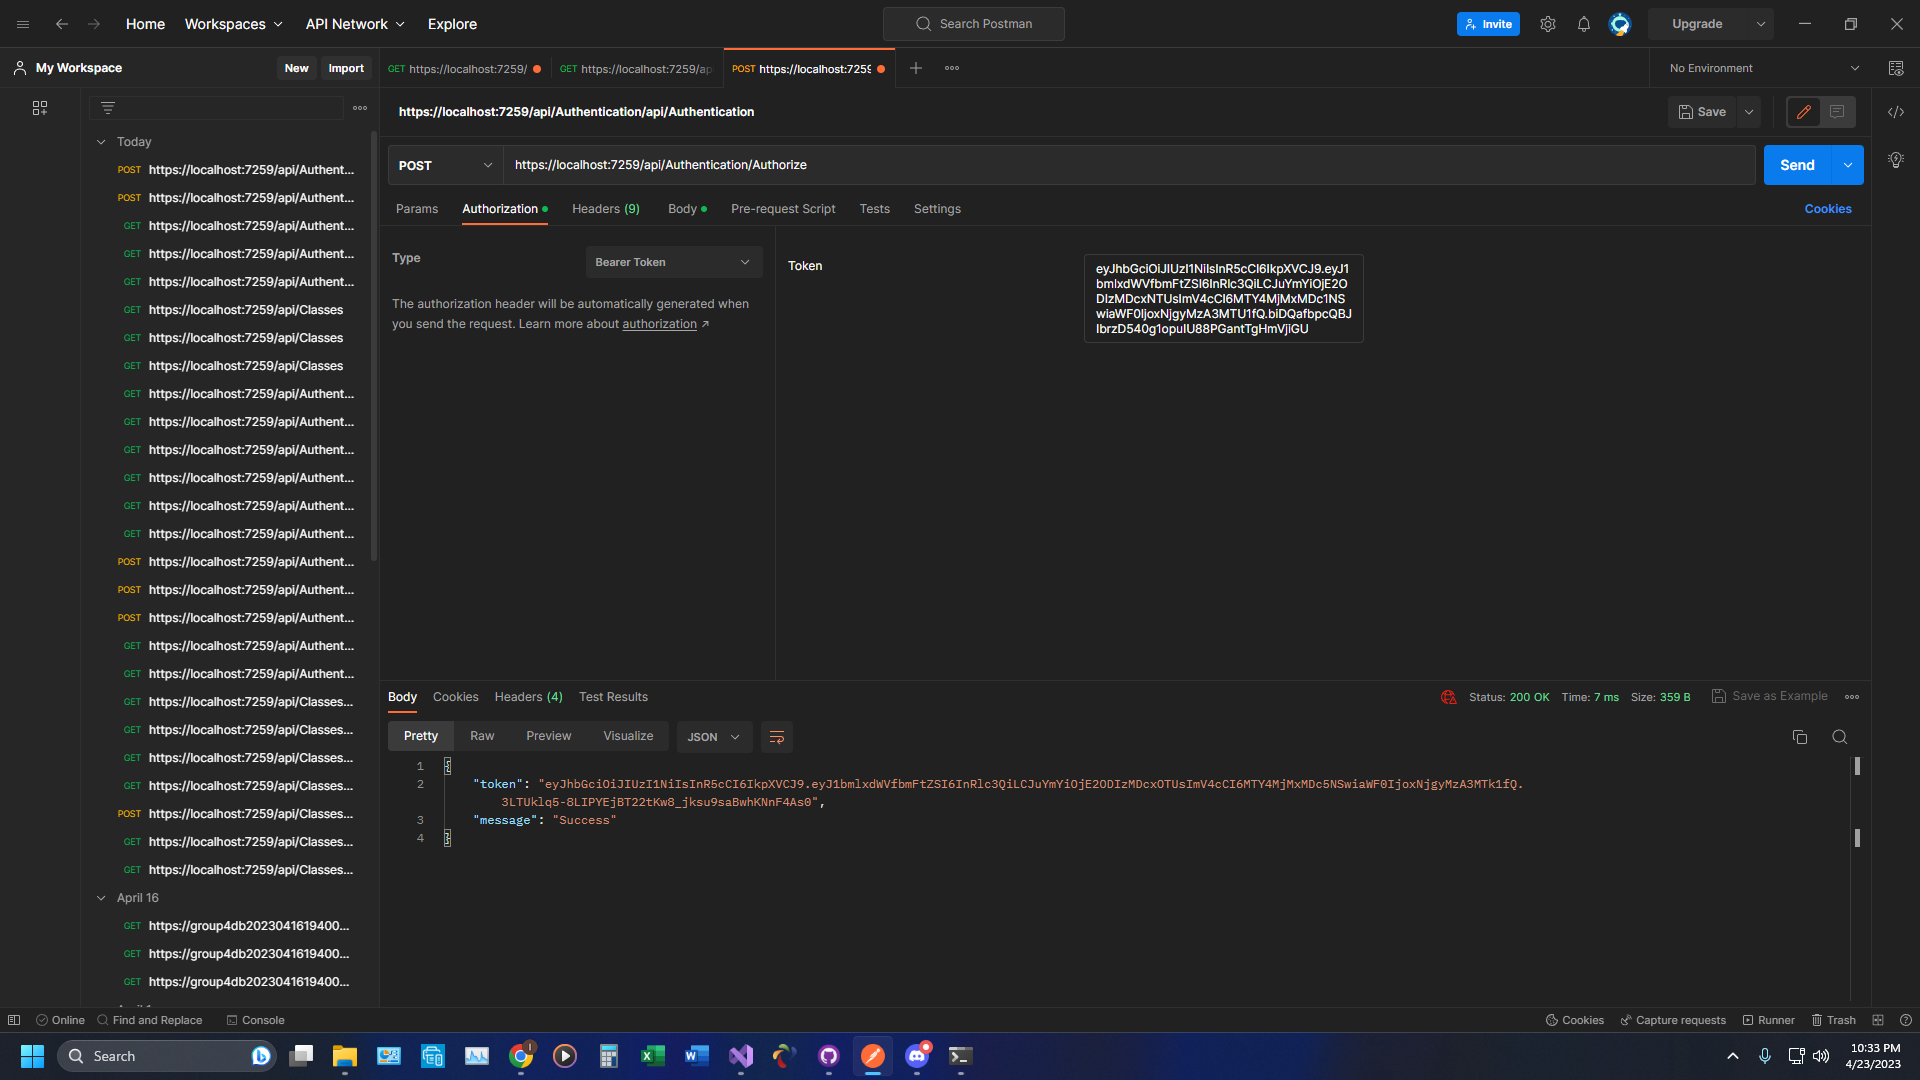 Home
Workspaces
API Network
Explore
Search Postman
Invite
Upgrade
My Workspace
New
Import
GET https://localhost:7259/
GET https://localhost:7259/ap
POST https://localhost:7259
No Environment
https://localhost:7259/api/Authentication/api/Authentication
Save
POST
https://localhost:7259/api/Authentication/Authorize
Send
Params
Authorization
Headers (9)
Body
Pre-request Script
Tests
Settings
Cookies
Type
Bearer Token
The authorization header will be automatically generated when
you send the request. Learn more about authorization ↗
Token
Today
POST https://localhost:7259/api/Authent...
POST https://localhost:7259/api/Authent...
GET https://localhost:7259/api/Authent...
GET https://localhost:7259/api/Authent...
GET https://localhost:7259/api/Authent...
GET https://localhost:7259/api/Classes
GET https://localhost:7259/api/Classes
GET https://localhost:7259/api/Classes
GET https://localhost:7259/api/Authent...
GET https://localhost:7259/api/Authent...
GET https://localhost:7259/api/Authent...
GET https://localhost:7259/api/Authent...
GET https://localhost:7259/api/Authent...
GET https://localhost:7259/api/Authent...
POST https://localhost:7259/api/Authent...
POST https://localhost:7259/api/Authent...
POST https://localhost:7259/api/Authent...
GET https://localhost:7259/api/Authent...
GET https://localhost:7259/api/Authent...
GET https://localhost:7259/api/Classes...
GET https://localhost:7259/api/Classes...
GET https://localhost:7259/api/Classes...
GET https://localhost:7259/api/Classes...
POST https://localhost:7259/api/Classes...
GET https://localhost:7259/api/Classes...
GET https://localhost:7259/api/Classes...
April 16
GET https://group4db2023041619400...
GET https://group4db2023041619400...
GET https://group4db2023041619400...
Body
Cookies
Headers (4)
Test Results
Status: 200 OK
Time: 7 ms
Size: 359 B
Save as Example
Pretty
Raw
Preview
Visualize
JSON
1 {
2 "token": "eyJhbGciOiJIUzI1NiIsInR5cCI6IkpXVCJ9.eyJ1bmlxdWVfbmFtZSI6InRlc3QiLCJuYmYiOjE2ODIzMDcxOTUsImV4cCI6MTY4MjMxMDc5NSwiaWF0IjoxNjgyMzA3MTk1fQ.
3LTUklq5-8LIPYEjBT22tKw8_jksu9saBwhKNnF4As0",
3 "message": "Success"
4 }
Online
Find and Replace
Console
Cookies
Capture requests
Runner
Trash
Search
10:33 PM
4/23/2023